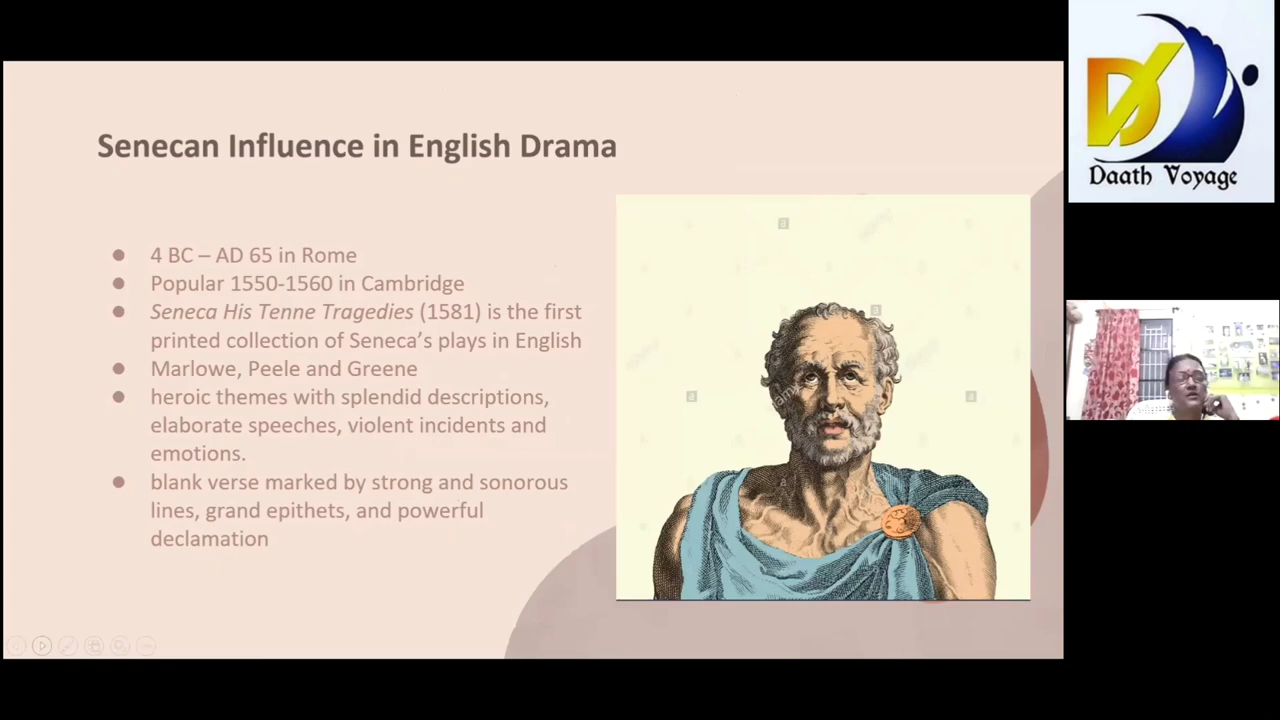 Senecan Influence in English Drama
● 4 BC – AD 65 in Rome
● Popular 1550-1560 in Cambridge
● Seneca His Tenne Tragedies (1581) is the first
printed collection of Seneca's plays in English
● Marlowe, Peele and Greene
● heroic themes with splendid descriptions,
elaborate speeches, violent incidents and
emotions.
● blank verse marked by strong and sonorous
lines, grand epithets, and powerful
declamation
a
a
a
a
alamy
DV
Daath Voyage